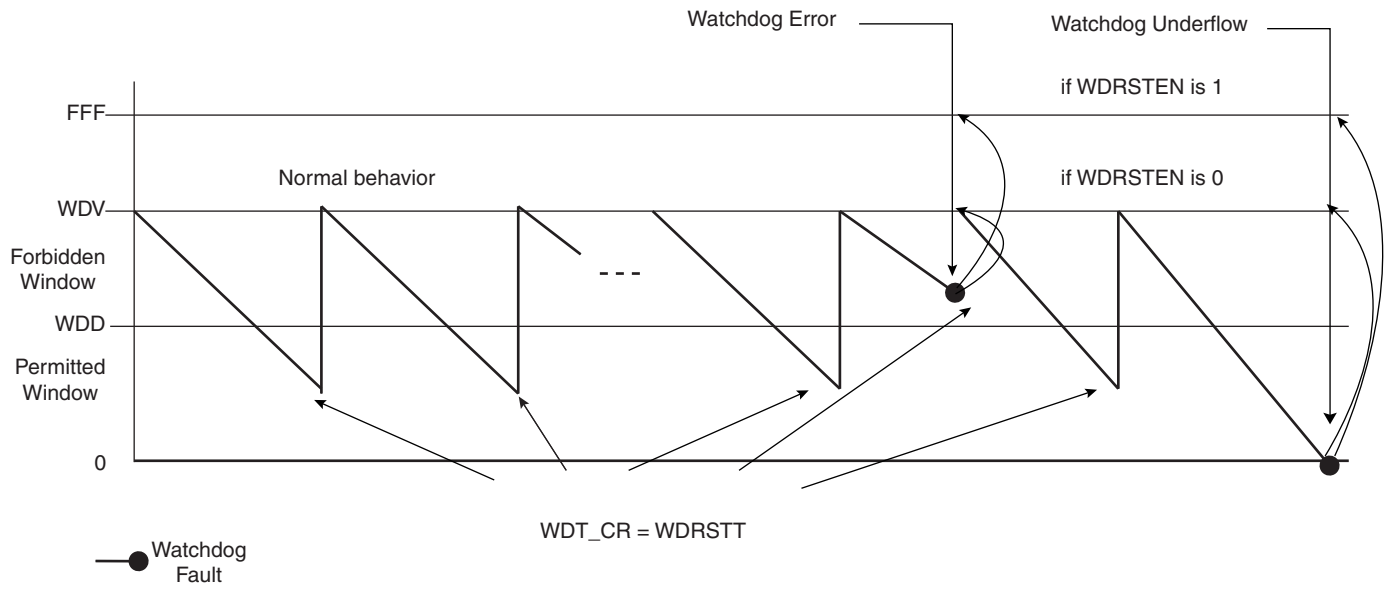 Watchdog Error
Watchdog Underflow
if WDRSTEN is 1
FFF
Normal behavior
if WDRSTEN is 0
WDV
Forbidden
Window
WDD
Permitted
Window
0
WDT_CR = WDRSTT
Watchdog
Fault